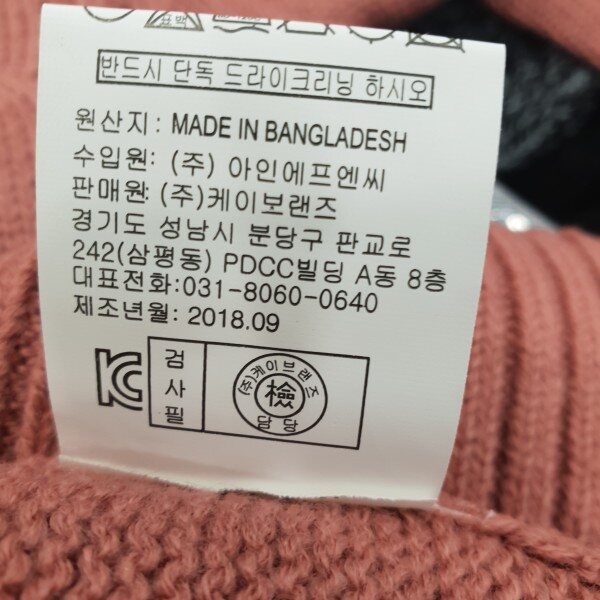 표백
반드시 단독 드라이크리닝 하시오
원산지: MADE IN BANGLADESH
수입원: (주) 아인에프엔씨
판매원: (주)케이브랜즈
경기도 성남시 분당구 판교로
242(삼평동) PDCC빌딩 A동 8층
대표전화:031-8060-0640
제조년월: 2018.09
KC
검사필
(주)케이브랜즈
檢
담당